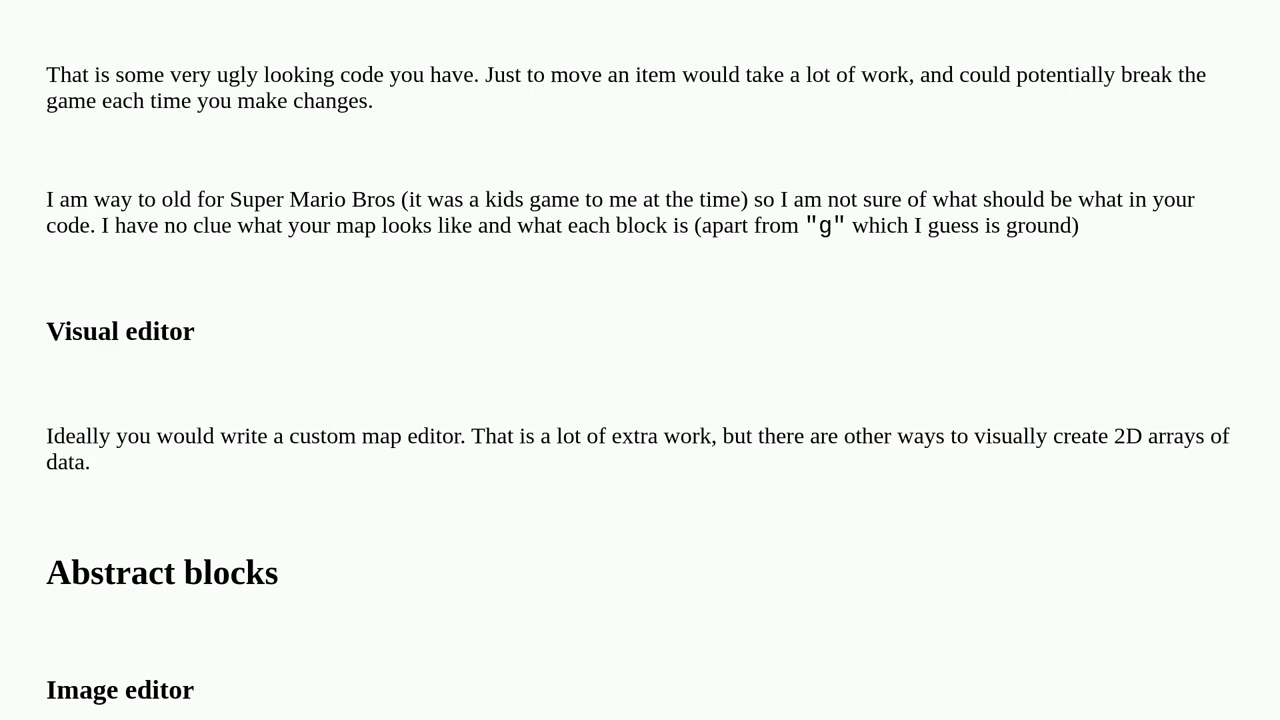 That is some very ugly looking code you have. Just to move an item would take a lot of work, and could potentially break the
game each time you make changes.
I am way to old for Super Mario Bros (it was a kids game to me at the time) so I am not sure of what should be what in your
code. I have no clue what your map looks like and what each block is (apart from "g" which I guess is ground)
Visual editor
Ideally you would write a custom map editor. That is a lot of extra work, but there are other ways to visually create 2D arrays of
data.
Abstract blocks
Image editor